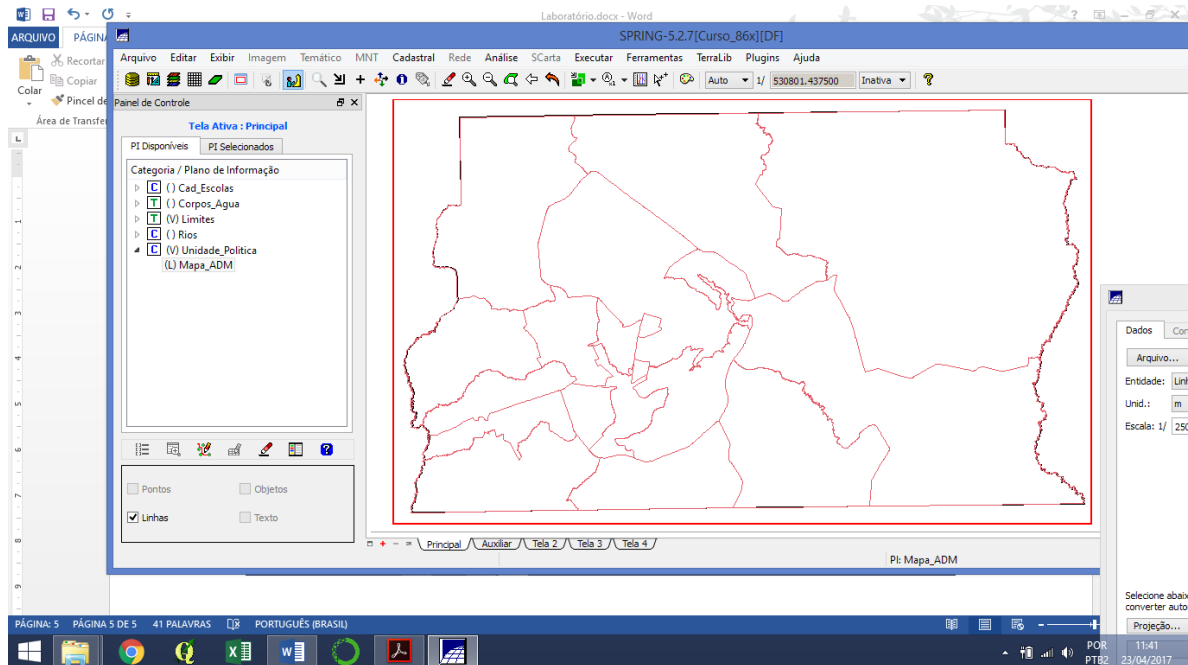 Laboratório.docx - Word
ARQUIVO
Recortar
Copiar
Pincel de
Colar
Área de Transfer
SPRING-5.2.7[Curso_86x][DF]
Arquivo Editar Exibir Imagem Temático MNT Cadastral Rede Análise SCarta Executar Ferramentas TerraLib Plugins Ajuda
Auto 1/ 530801.437500 Inativa
Painel de Controle
Tela Ativa : Principal
PI Disponíveis PI Selecionados
Categoria / Plano de Informação
C ( ) Cad_Escolas
T ( ) Corpos_Agua
T (V) Limites
C ( ) Rios
C (V) Unidade_Politica
(L) Mapa_ADM
Pontos Objetos
Linhas Texto
Principal Auxiliar Tela 2 Tela 3 Tela 4
PI: Mapa_ADM
Dados
Arquivo...
Entidade:
Unid.: m
Escala: 1/
Selecione abaix
converter auto
Projeção...
PÁGINA: 5 PÁGINA 5 DE 5 41 PALAVRAS PORTUGUÊS (BRASIL)
POR 11:41
PTB2 23/04/2017